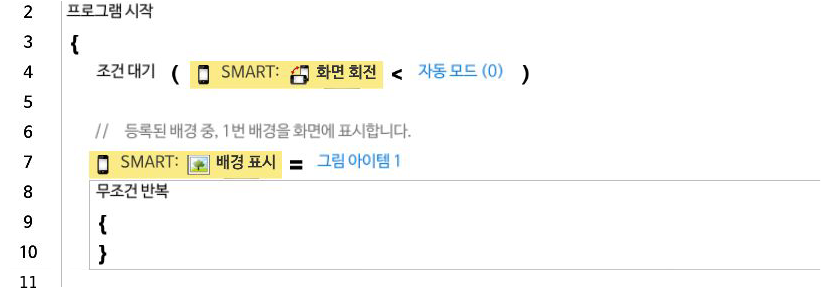 2 프로그램 시작
3 {
4 조건 대기 ( SMART: 화면 회전 < 자동 모드 (0) )
5
6 // 등록된 배경 중, 1번 배경을 화면에 표시합니다.
7 SMART: 배경 표시 = 그림 아이템 1
8 무조건 반복
9 {
10 }
11